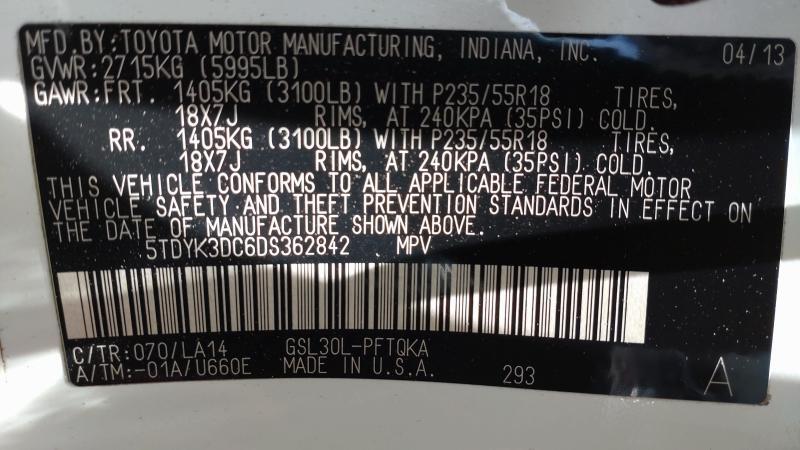 MFD.BY:TOYOTA MOTOR MANUFACTURING, INDIANA, INC. 04/13
GVWR:2715KG (5995LB)
GAWR:FRT. 1405KG (3100LB) WITH P235/55R18 TIRES,
18X7J RIMS, AT 240KPA (35PSI) COLD.
RR. 1405KG (3100LB) WITH P235/55R18 TIRES,
18X7J RIMS, AT 240KPA (35PSI) COLD.
THIS VEHICLE CONFORMS TO ALL APPLICABLE FEDERAL MOTOR
VEHICLE SAFETY AND THEFT PREVENTION STANDARDS IN EFFECT ON
THE DATE OF MANUFACTURE SHOWN ABOVE.
5TDYK3DC6DS362842 MPV
C/TR:070/LA14 GSL30L-PFTQKA
A/TM:-01A/U660E MADE IN U.S.A. 293 A